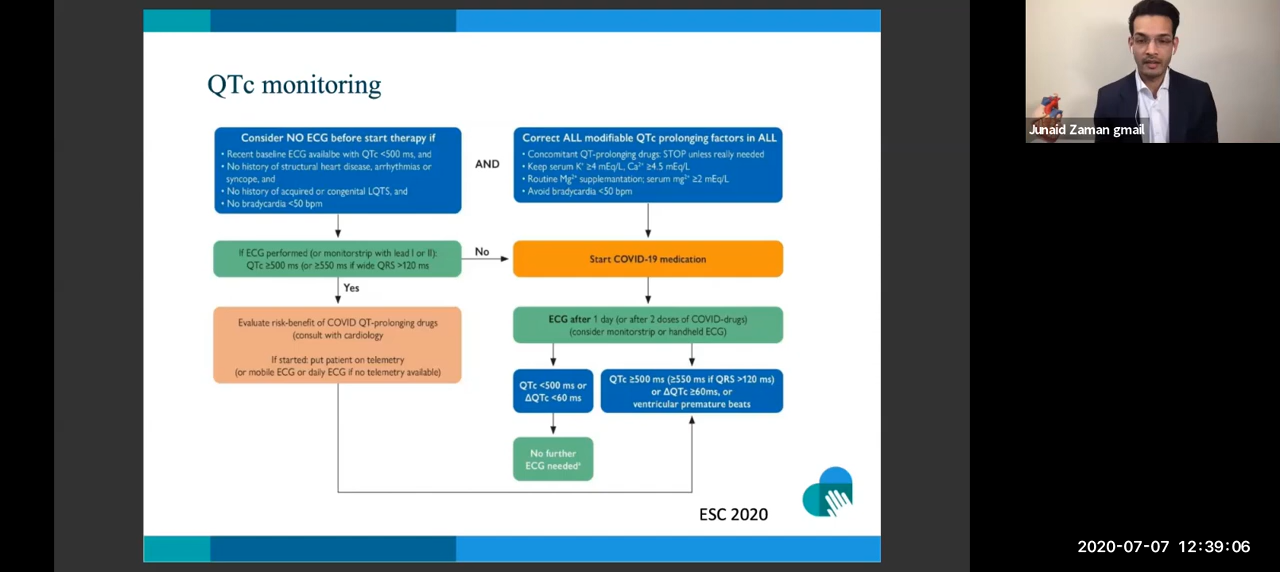 QTc monitoring
Consider NO ECG before start therapy if
• Recent baseline ECG availalbe with QTc <500 ms, and
• No history of structural heart disease, arrhythmias or
syncope, and
• No history of acquired or congenital LQTS, and
• No bradycardia <50 bpm
AND
Correct ALL modifiable QTc prolonging factors in ALL
• Concomitant QT-prolonging drugs: STOP unless really needed
• Keep serum K⁺ ≥4 mEq/L, Ca²⁺ ≥4.5 mEq/L
• Routine Mg²⁺ supplemantation; serum mg²⁺ ≥2 mEq/L
• Avoid bradycardia <50 bpm
If ECG performed (or monitorstrip with lead I or II):
QTc ≥500 ms (or ≥550 ms if wide QRS >120 ms
No
Start COVID-19 medication
Yes
Evaluate risk-benefit of COVID QT-prolonging drugs
(consult with cardiology
If started: put patient on telemetry
(or mobile ECG or daily ECG if no telemetry available)
ECG after 1 day (or after 2 doses of COVID-drugs)
(consider monitorstrip or handheld ECG)
QTc <500 ms or
ΔQTc <60 ms
QTc ≥500 ms (≥550 ms if QRS >120 ms)
or ΔQTc ≥60ms, or
ventricular premature beats
No further
ECG needed
ESC 2020
Junaid Zaman gmail
2020-07-07 12:39:06